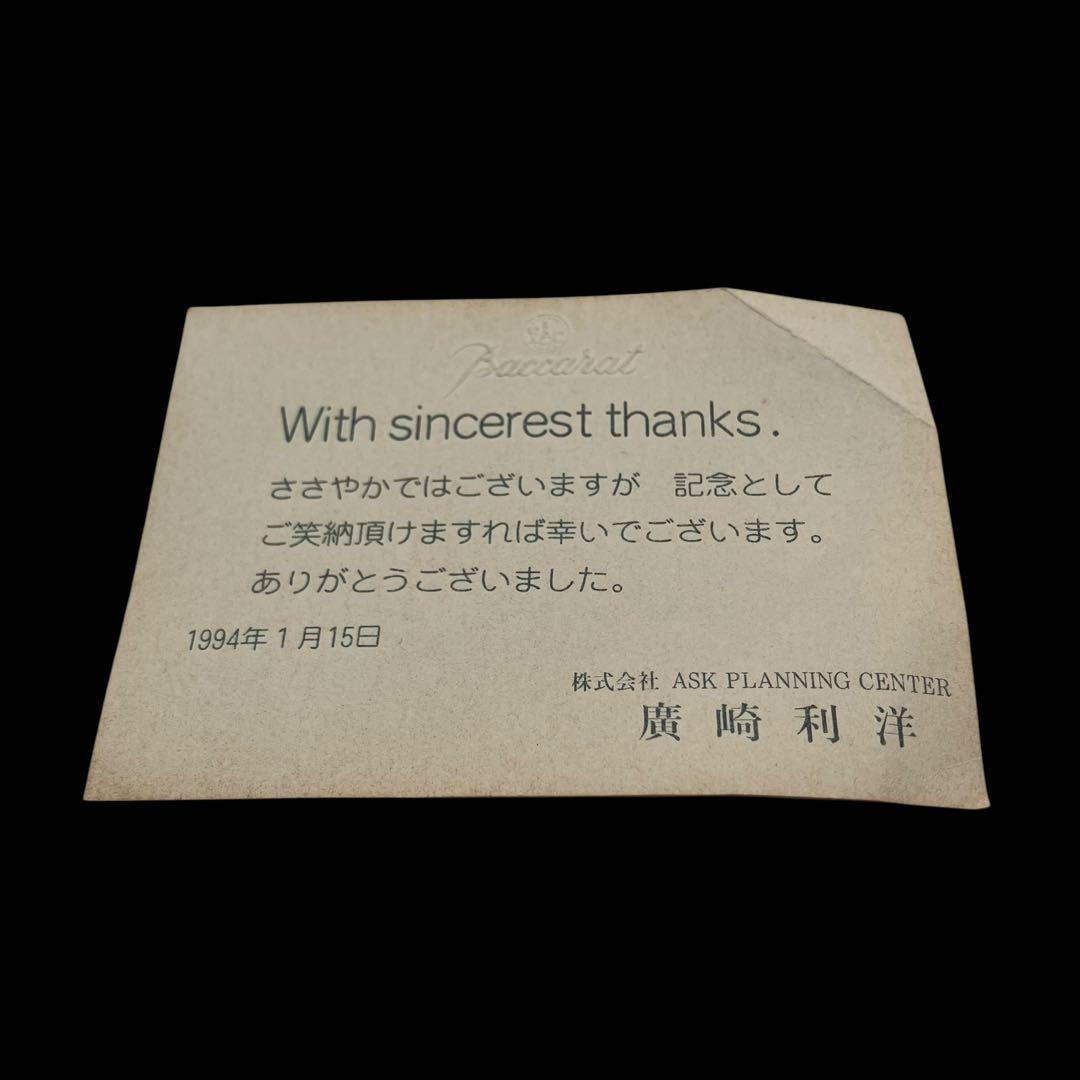 Baccarat
With sincerest thanks.
ささやかではございますが　記念として
ご笑納頂けますれば幸いでございます。
ありがとうございました。
1994年1月15日
株式会社 ASK PLANNING CENTER
廣崎利洋